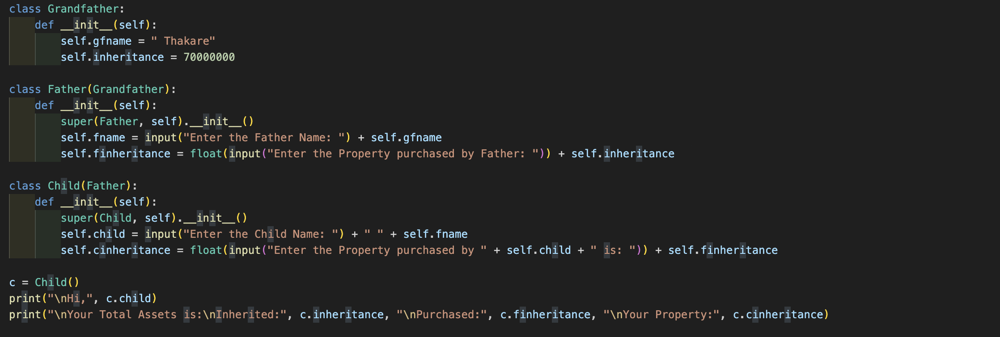 class Grandfather:
    def __init__(self):
        self.gfname = " Thakare"
        self.inheritance = 70000000

class Father(Grandfather):
    def __init__(self):
        super(Father, self).__init__()
        self.fname = input("Enter the Father Name: ") + self.gfname
        self.finheritance = float(input("Enter the Property purchased by Father: ")) + self.inheritance

class Child(Father):
    def __init__(self):
        super(Child, self).__init__()
        self.child = input("Enter the Child Name: ") + " " + self.fname
        self.cinheritance = float(input("Enter the Property purchased by " + self.child + " is: ")) + self.finheritance

c = Child()
print("\nHi,", c.child)
print("\nYour Total Assets is:\nInherited:", c.inheritance, "\nPurchased:", c.finheritance, "\nYour Property:", c.cinheritance)